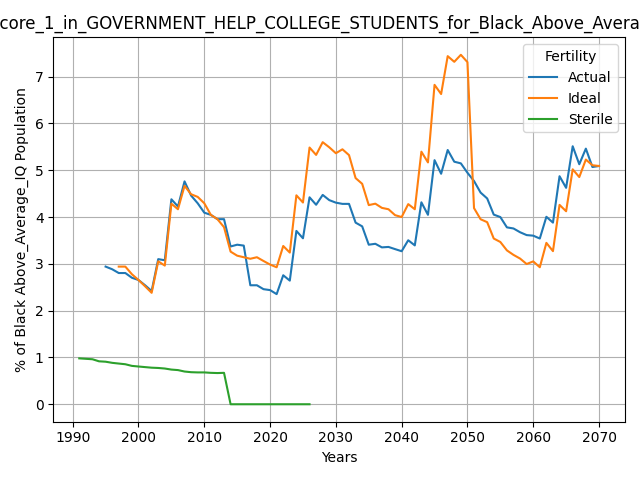 core_1_in_GOVERNMENT_HELP_COLLEGE_STUDENTS_for_Black_Above_Avera
% of Black Above_Average_IQ Population
7
6
5
4
3
2
1
0
Fertility
Actual
Ideal
Sterile
1990 2000 2010 2020 2030 2040 2050 2060 2070
Years